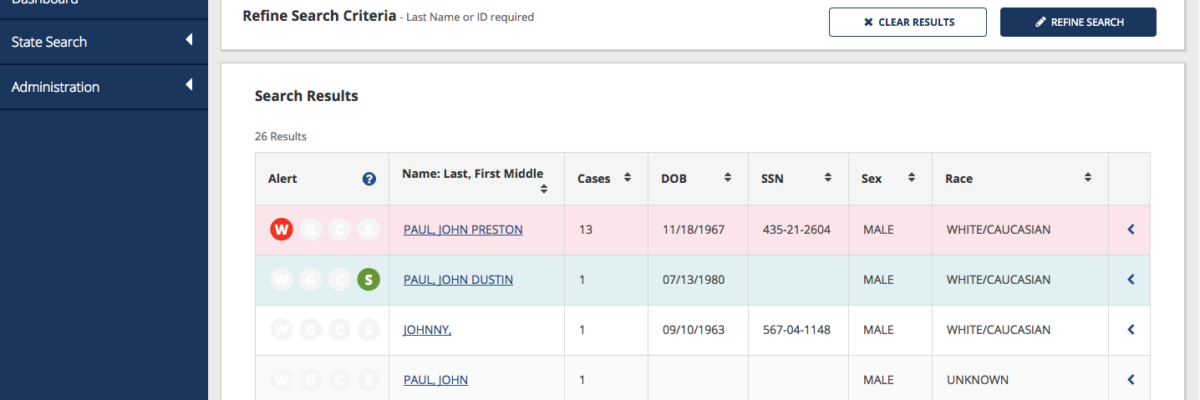 Dashboard
State Search
Administration
Refine Search Criteria - Last Name or ID required
CLEAR RESULTS
REFINE SEARCH
Search Results
26 Results
Alert ? Name: Last, First Middle Cases DOB SSN Sex Race
W G C S PAUL, JOHN PRESTON 13 11/18/1967 435-21-2604 MALE WHITE/CAUCASIAN
W G C S PAUL, JOHN DUSTIN 1 07/13/1980 MALE WHITE/CAUCASIAN
W G C S JOHNNY, 1 09/10/1963 567-04-1148 MALE WHITE/CAUCASIAN
W G C S PAUL, JOHN 1 MALE UNKNOWN